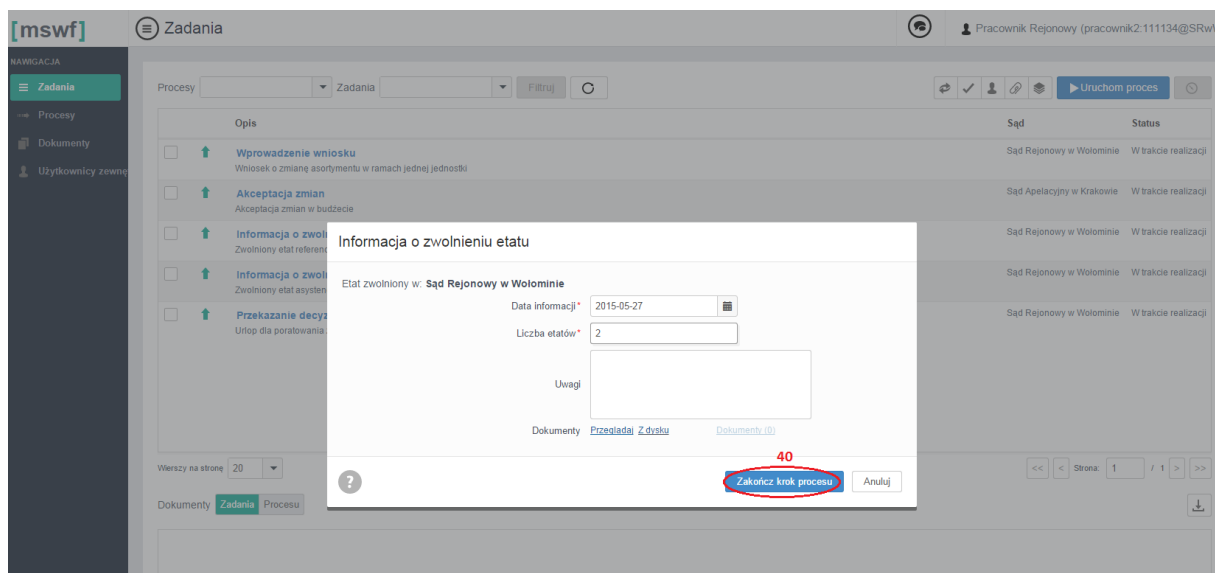 [mswf] Zadania Pracownik Rejonowy (pracownik2:111134@SRwW
NAWIGACJA
Zadania
Procesy
Dokumenty
Użytkownicy zewnę
Procesy Zadania Filtruj Uruchom proces
Opis Sąd Status
Wprowadzenie wniosku Sąd Rejonowy w Wołominie W trakcie realizacji
Wniosek o zmianę asortymentu w ramach jednej jednostki
Akceptacja zmian Sąd Apelacyjny w Krakowie W trakcie realizacji
Akceptacja zmian w budżecie
Informacja o zwoln Sąd Rejonowy w Wołominie W trakcie realizacji
Zwolniony etat referenc
Informacja o zwoln Sąd Rejonowy w Wołominie W trakcie realizacji
Zwolniony etat asysten
Przekazanie decyz Sąd Rejonowy w Wołominie W trakcie realizacji
Urlop dla poratowania
Informacja o zwolnieniu etatu
Etat zwolniony w: Sąd Rejonowy w Wołominie
Data informacji* 2015-05-27
Liczba etatów* 2
Uwagi
Dokumenty Przeglądaj Z dysku Dokumenty (0)
40
? Zakończ krok procesu Anuluj
Wierszy na stronę 20 << < Strona: 1 / 1 > >>
Dokumenty Zadania Procesu